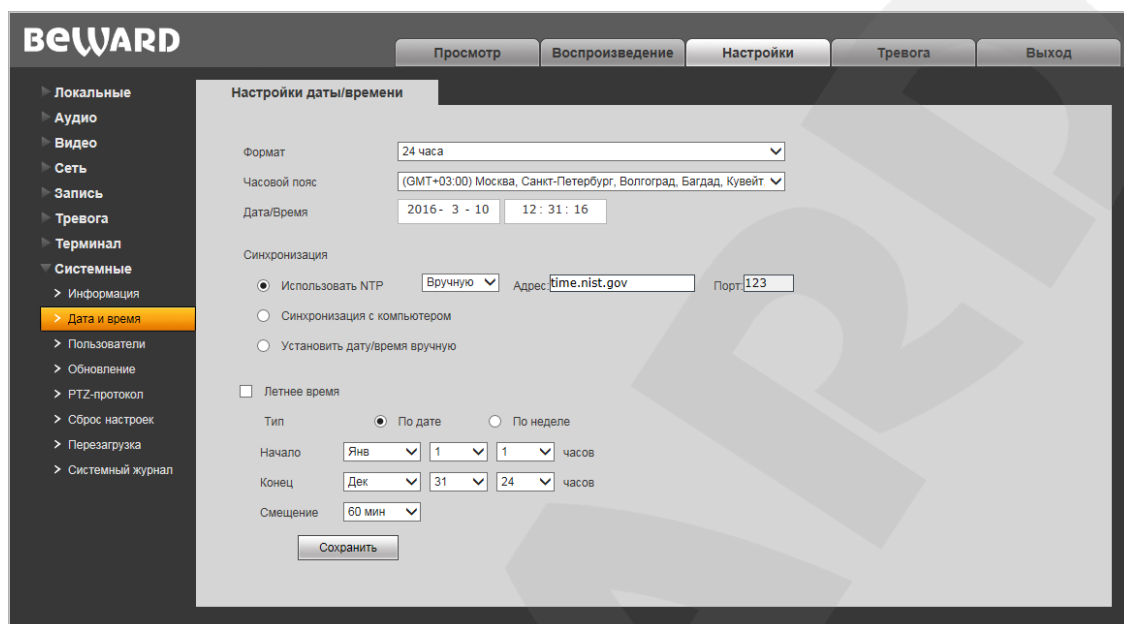 BEWARD
Просмотр Воспроизведение Настройки Тревога Выход
Локальные
Аудио
Видео
Сеть
Запись
Тревога
Терминал
Системные
> Информация
> Дата и время
> Пользователи
> Обновление
> PTZ-протокол
> Сброс настроек
> Перезагрузка
> Системный журнал
Настройки даты/времени
Формат 24 часа
Часовой пояс (GMT+03:00) Москва, Санкт-Петербург, Волгоград, Багдад, Кувейт,
Дата/Время 2016- 3 - 10 12: 31: 16
Синхронизация
Использовать NTP Вручную Адрес: time.nist.gov Порт: 123
Синхронизация с компьютером
Установить дату/время вручную
Летнее время
Тип По дате По неделе
Начало Янв 1 1 часов
Конец Дек 31 24 часов
Смещение 60 мин
Сохранить